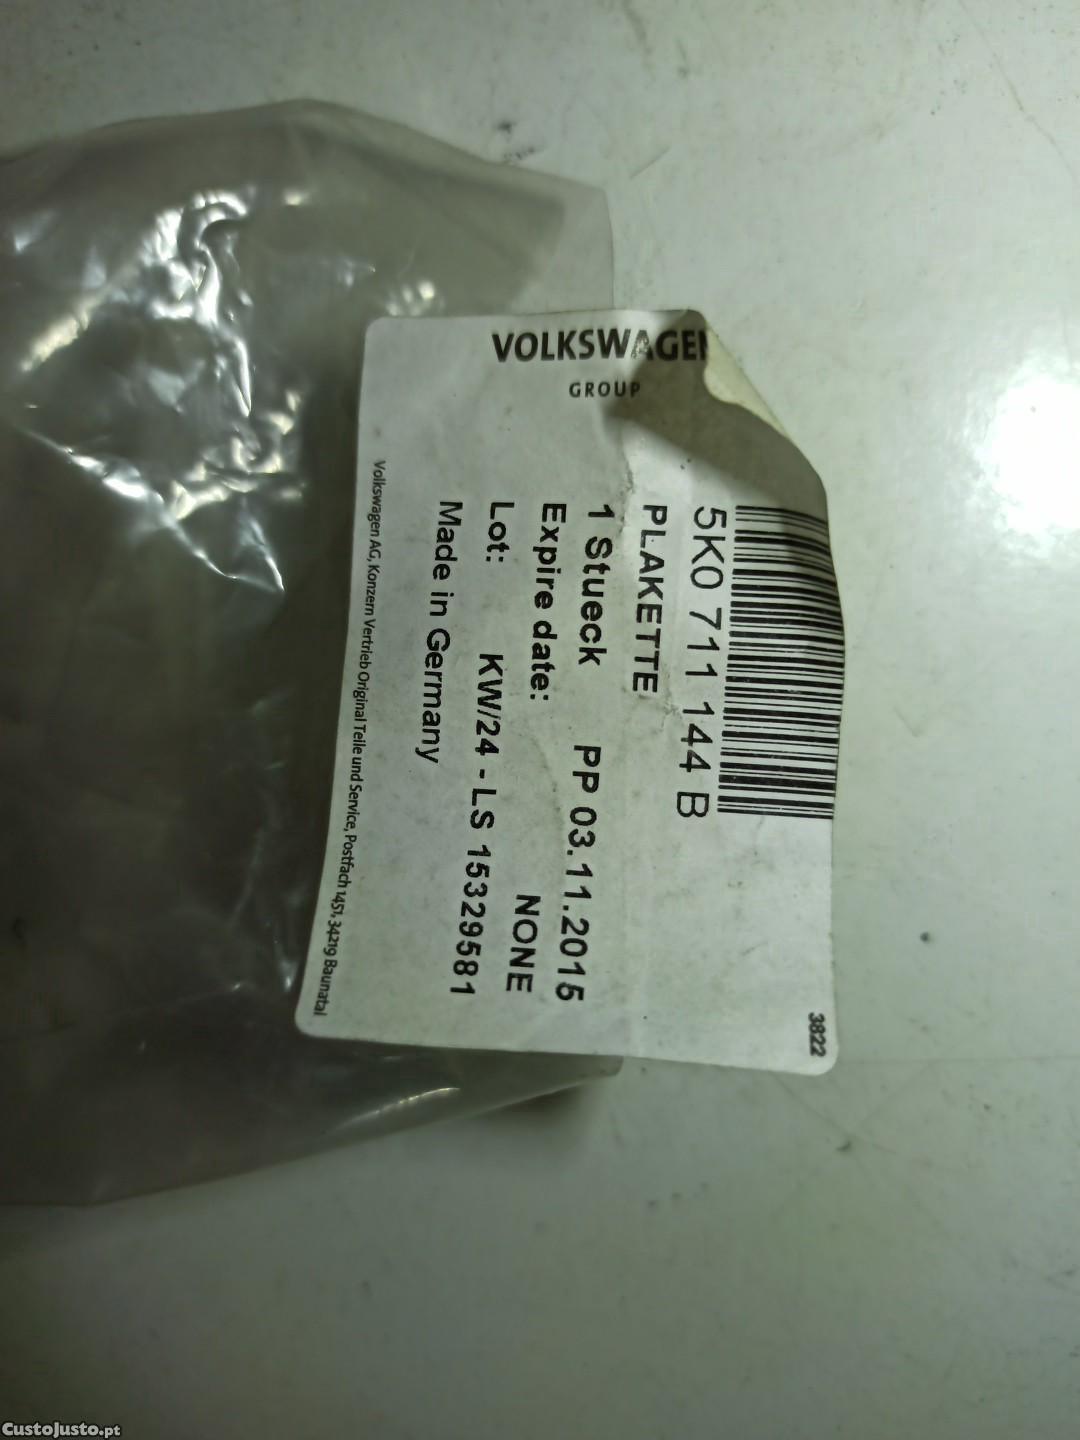 VOLKSWAGEN
GROUP
5K0 711 144 B
PLAKETTE
1 Stueck PP 03.11.2015
Expire date: NONE
Lot: KW/24 - LS 15329581
Made in Germany
Volkswagen AG, Konzern Vertrieb Original Teile und Service, Postfach 1451, 34219 Baunatal
3822
CustoJusto.pt